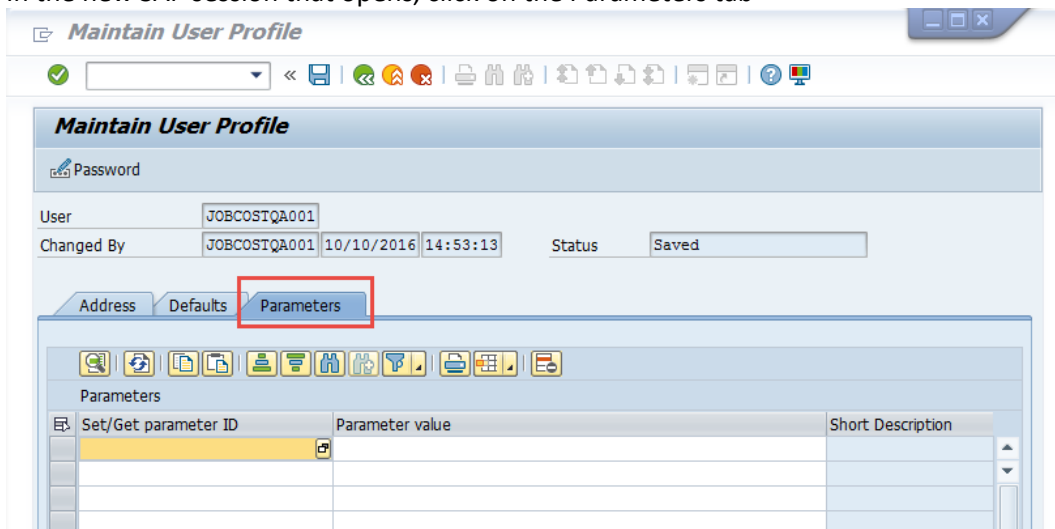 In the new SAP session that opens, click on the Parameters tab
Maintain User Profile
Maintain User Profile
Password
User JOBCOSTQA001
Changed By JOBCOSTQA001 10/10/2016 14:53:13 Status Saved
Address Defaults Parameters
Parameters
Set/Get parameter ID Parameter value Short Description